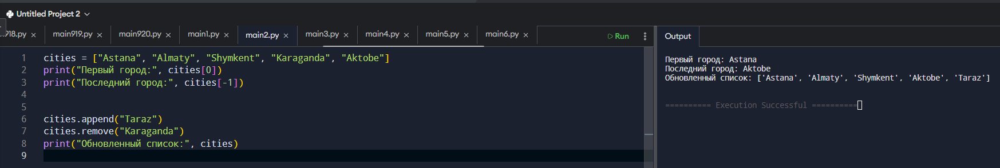 Untitled Project 2
918.py × main919.py × main920.py × main1.py × main2.py × main3.py × main4.py × main5.py × main6.py × Run Output
1 cities = ["Astana", "Almaty", "Shymkent", "Karaganda", "Aktobe"]
2 print("Первый город:", cities[0])
3 print("Последний город:", cities[-1])
4
5
6 cities.append("Taraz")
7 cities.remove("Karaganda")
8 print("Обновленный список:", cities)
9
Первый город: Astana
Последний город: Aktobe
Обновленный список: ['Astana', 'Almaty', 'Shymkent', 'Aktobe', 'Taraz']
========== Execution Successful ==========